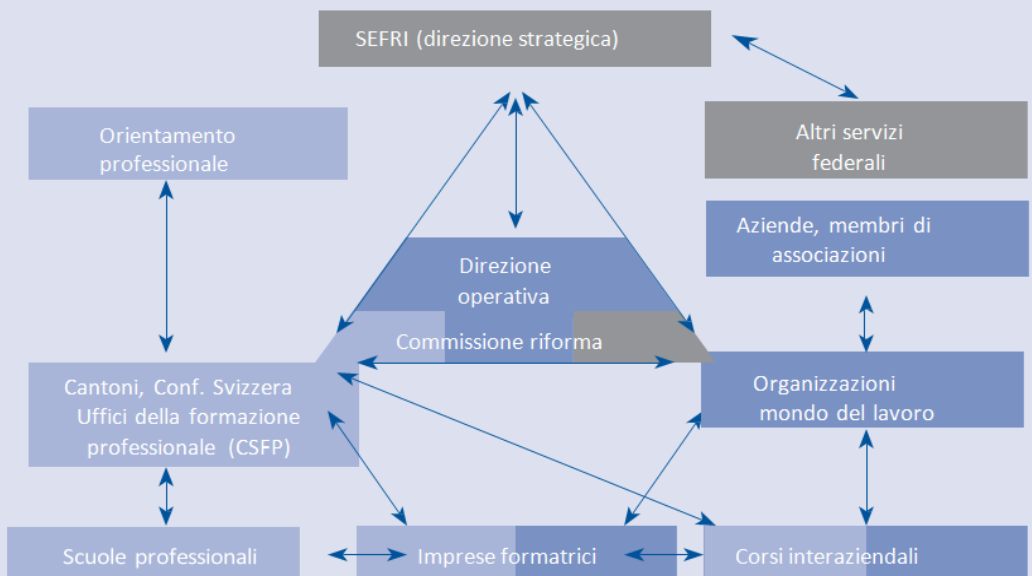 SEFRI (direzione strategica)
Orientamento
professionale
Altri servizi
federali
Aziende, membri di
associazioni
Direzione
operativa
Commissione riforma
Cantoni, Conf. Svizzera
Uffici della formazione
professionale (CSFP)
Organizzazioni
mondo del lavoro
Scuole professionali
Imprese formatrici
Corsi interaziendali